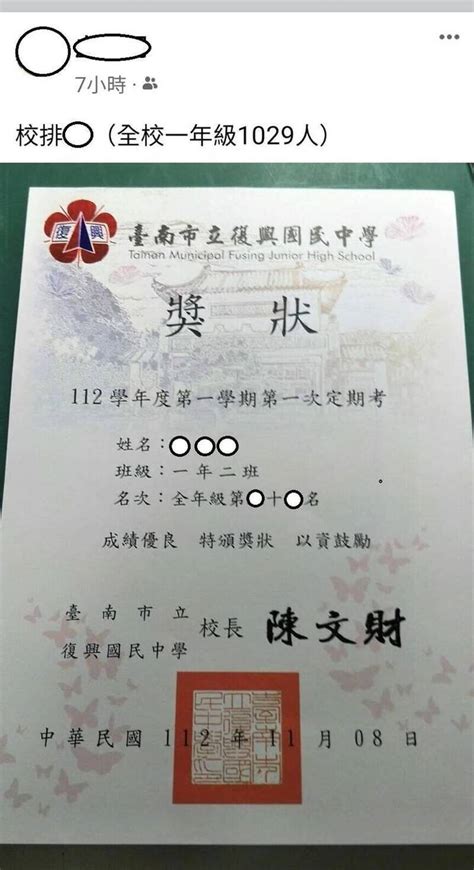 7小時
校排（全校一年級1029人）
復興
臺南市立復興國民中學
Tainan Municipal Fusing Junior High School
獎狀
112學年度第一學期第一次定期考
姓名：
班級：一年二班
名次：全年級第 十 名
成績優良 特頒獎狀 以資鼓勵
臺南市立
復興國民中學
校長 陳文財
中華民國 112 年 11 月 08 日